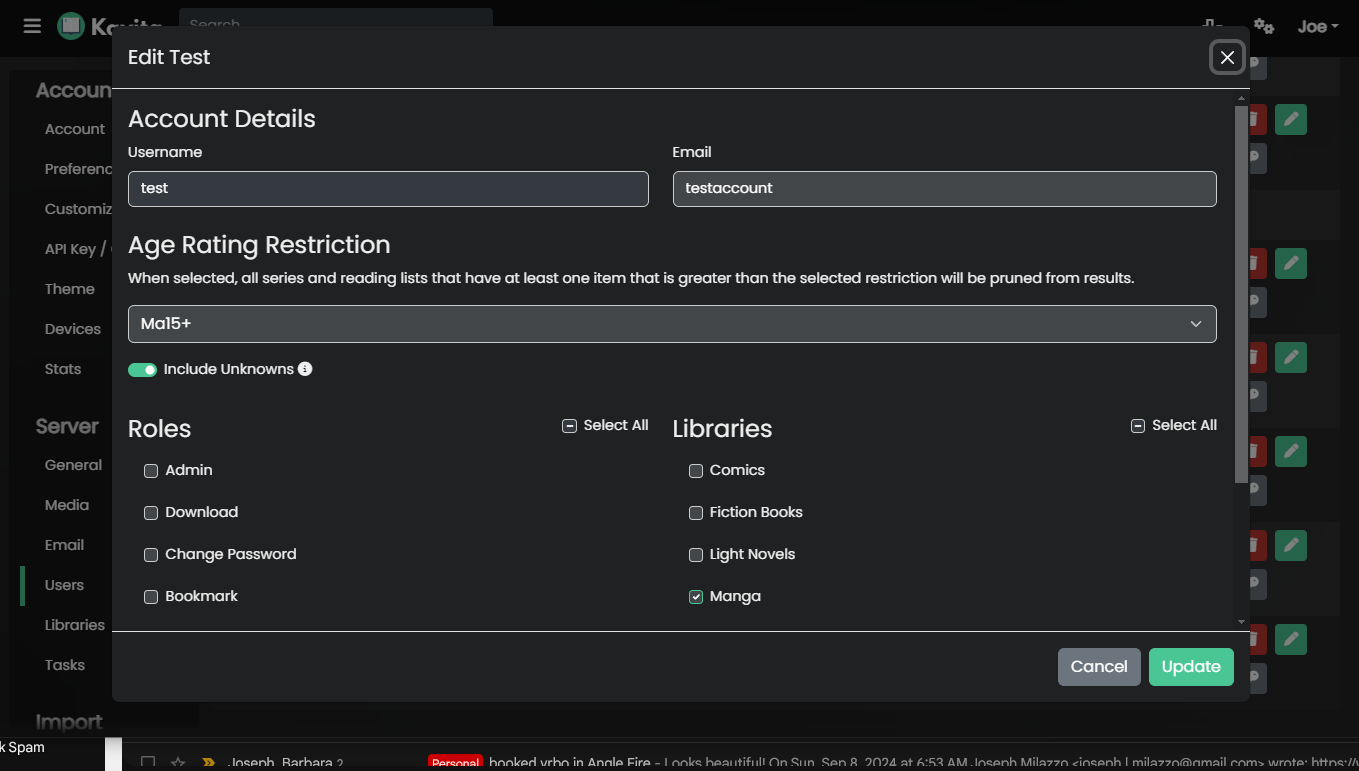 Search
Joe
Edit Test
Account Details
Username
Email
test
testaccount
Age Rating Restriction
When selected, all series and reading lists that have at least one item that is greater than the selected restriction will be pruned from results.
Ma15+
Include Unknowns
Roles
Select All
Libraries
Select All
Admin
Comics
Download
Fiction Books
Change Password
Light Novels
Bookmark
Manga
Cancel
Update
Accoun
Account
Preferenc
Customiz
API Key /
Theme
Devices
Stats
Server
General
Media
Email
Users
Libraries
Tasks
Import
k Spam
Joseph, Barbara 2
Personal
booked vrbo in Angle Fire - Looks beautiful! On Sun, Sep 8, 2024 at 6:53 AM Joseph Milazzo <joseph.j.milazzo@gmail.com> wrote: https://v